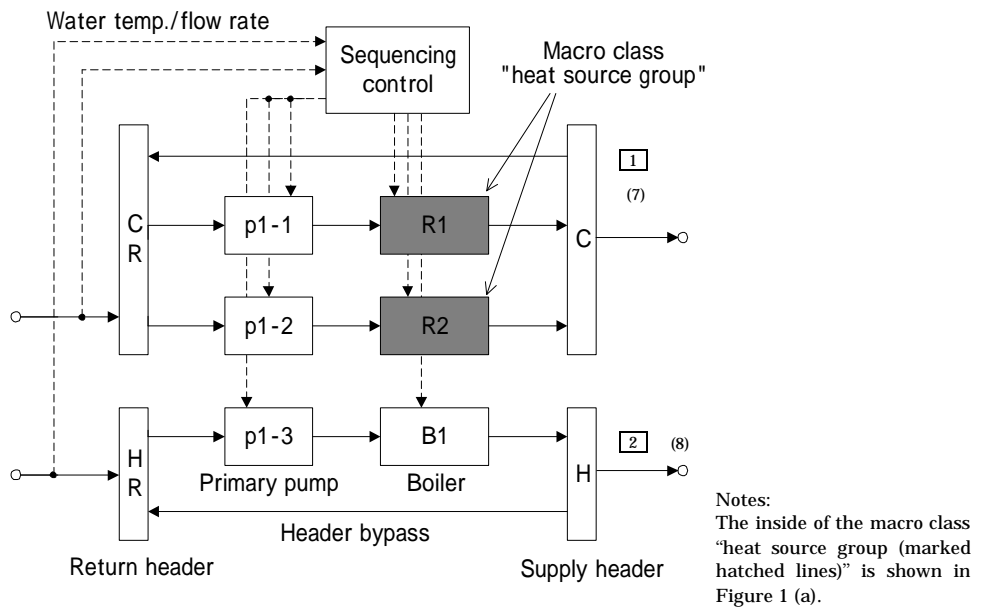 Water temp./flow rate
Sequencing
control
Macro class
"heat source group"
1
(7)
C
R
p1-1
R1
C
p1-2
R2
H
R
p1-3
B1
H
2
(8)
Primary pump
Boiler
Header bypass
Return header
Supply header
Notes:
The inside of the macro class
“heat source group (marked
hatched lines)” is shown in
Figure 1 (a).